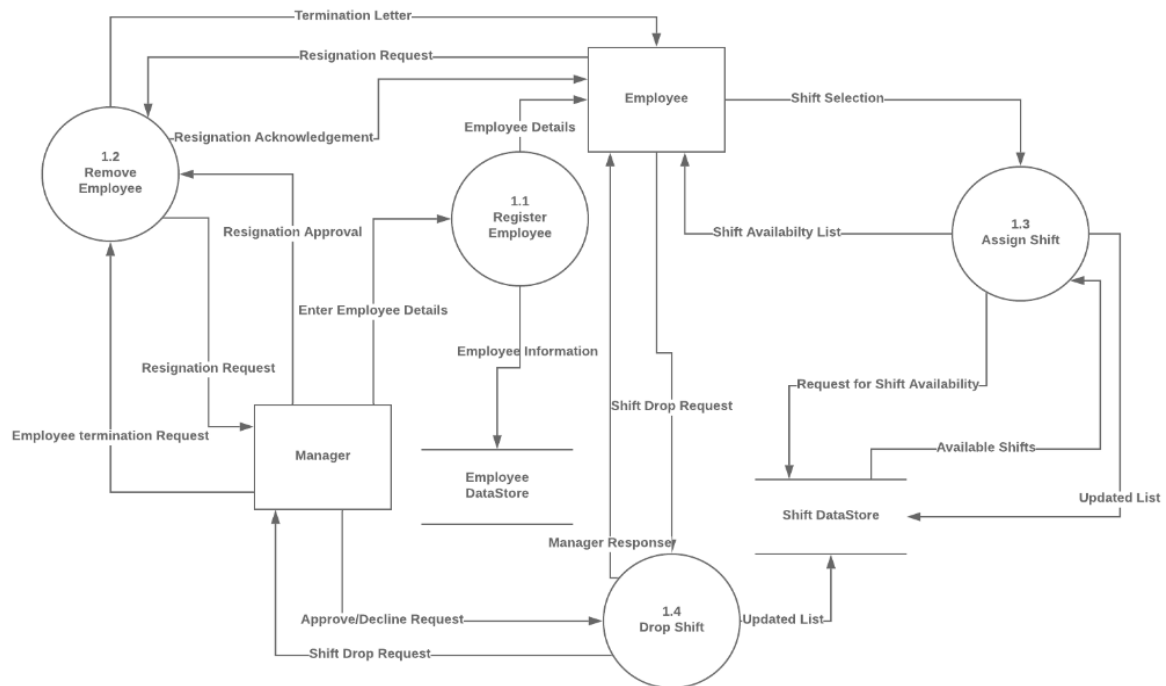 Termination Letter
Resignation Request
Employee
Shift Selection
Employee Details
Resignation Acknowledgement
1.2
Remove
Employee
1.1
Register
Employee
1.3
Assign Shift
Resignation Approval
Shift Availabilty List
Enter Employee Details
Employee Information
Resignation Request
Request for Shift Availability
Shift Drop Request
Employee termination Request
Manager
Available Shifts
Employee
DataStore
Updated List
Shift DataStore
Manager Response
1.4
Drop Shift
Approve/Decline Request
Updated List
Shift Drop Request